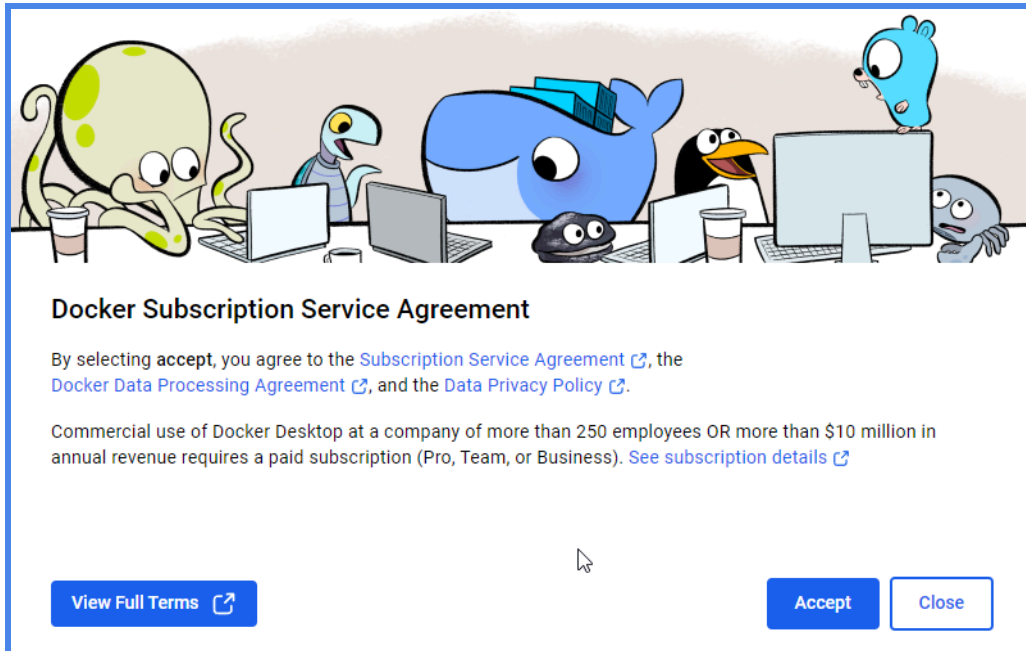 Docker Subscription Service Agreement
By selecting accept, you agree to the Subscription Service Agreement, the
Docker Data Processing Agreement, and the Data Privacy Policy.
Commercial use of Docker Desktop at a company of more than 250 employees OR more than $10 million in
annual revenue requires a paid subscription (Pro, Team, or Business). See subscription details
View Full Terms
Accept
Close